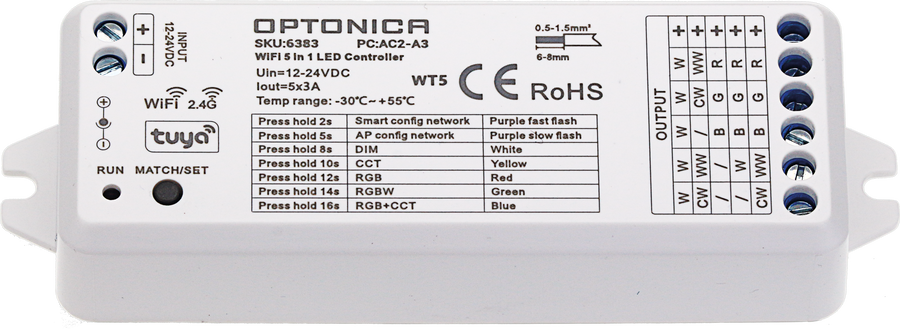 OPTONICA
SKU:6383 PC:AC2-A3
WiFi 5 in 1 LED Controller
Uin=12-24VDC
Iout=5x3A
Temp range: -30℃~+55℃
WT5 CE RoHS
0.5-1.5mm²
6-8mm
+
-
INPUT
12-24VDC
WiFi 2.4G
tuya
+
-
RUN MATCH/SET
Press hold 2s Smart config network Purple fast flash
Press hold 5s AP config network Purple slow flash
Press hold 8s DIM White
Press hold 10s CCT Yellow
Press hold 12s RGB Red
Press hold 14s RGBW Green
Press hold 16s RGB+CCT Blue
OUTPUT
W W W W W +
CW WW / CW WW +
/ / B G R +
/ W B G R +
CW WW B G R +